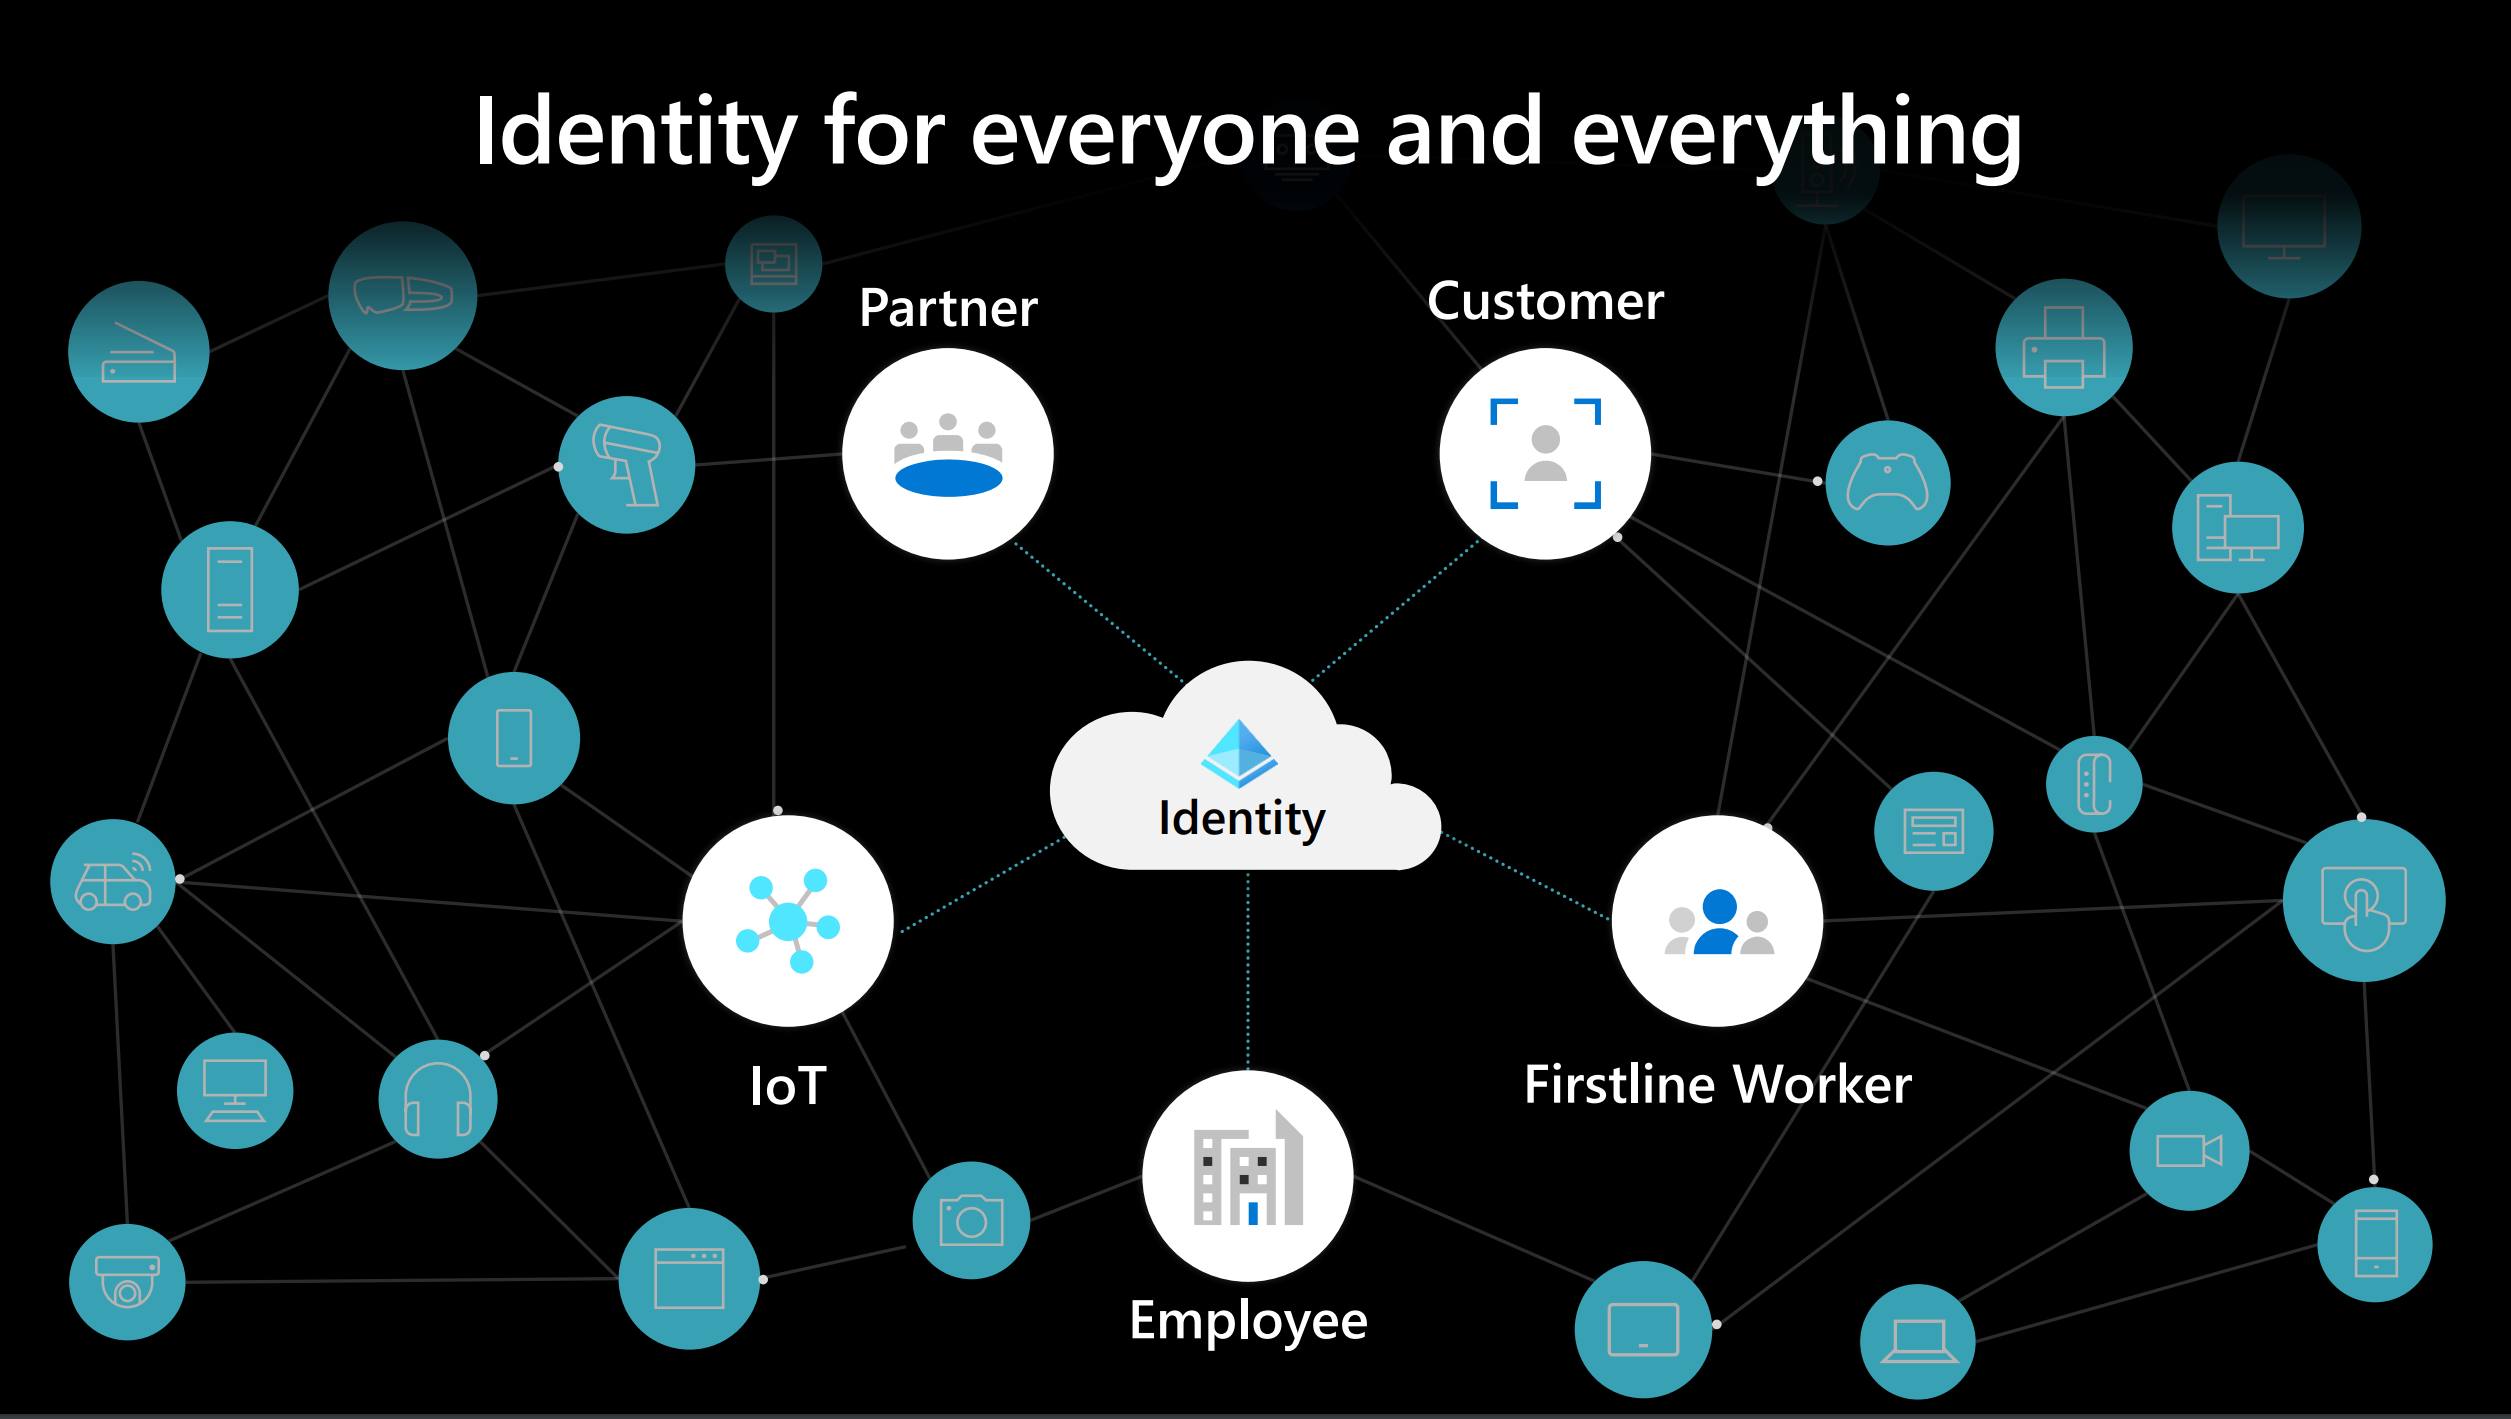 Identity for everyone and everything
Partner
Customer
Identity
IoT
Firstline Worker
Employee